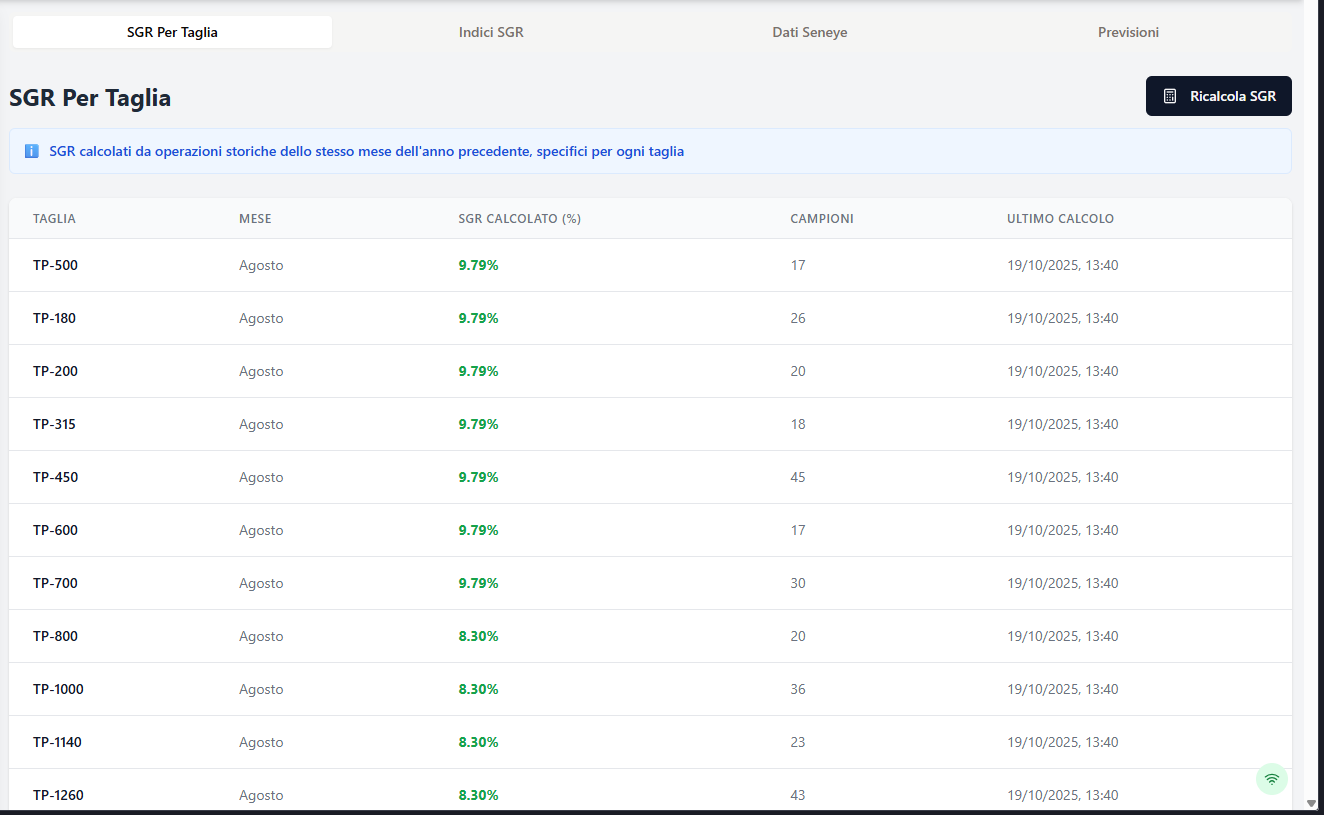 SGR Per Taglia Indici SGR Dati Seneye Previsioni
SGR Per Taglia
Ricalcola SGR
i SGR calcolati da operazioni storiche dello stesso mese dell'anno precedente, specifici per ogni taglia
TAGLIA MESE SGR CALCOLATO (%) CAMPIONI ULTIMO CALCOLO
TP-500 Agosto 9.79% 17 19/10/2025, 13:40
TP-180 Agosto 9.79% 26 19/10/2025, 13:40
TP-200 Agosto 9.79% 20 19/10/2025, 13:40
TP-315 Agosto 9.79% 18 19/10/2025, 13:40
TP-450 Agosto 9.79% 45 19/10/2025, 13:40
TP-600 Agosto 9.79% 17 19/10/2025, 13:40
TP-700 Agosto 9.79% 30 19/10/2025, 13:40
TP-800 Agosto 8.30% 20 19/10/2025, 13:40
TP-1000 Agosto 8.30% 36 19/10/2025, 13:40
TP-1140 Agosto 8.30% 23 19/10/2025, 13:40
TP-1260 Agosto 8.30% 43 19/10/2025, 13:40